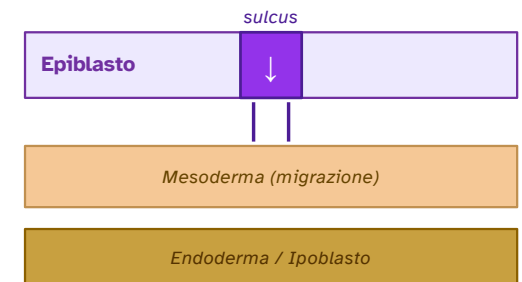 sulcus
Epiblasto
↓
Mesoderma (migrazione)
Endoderma / Ipoblasto